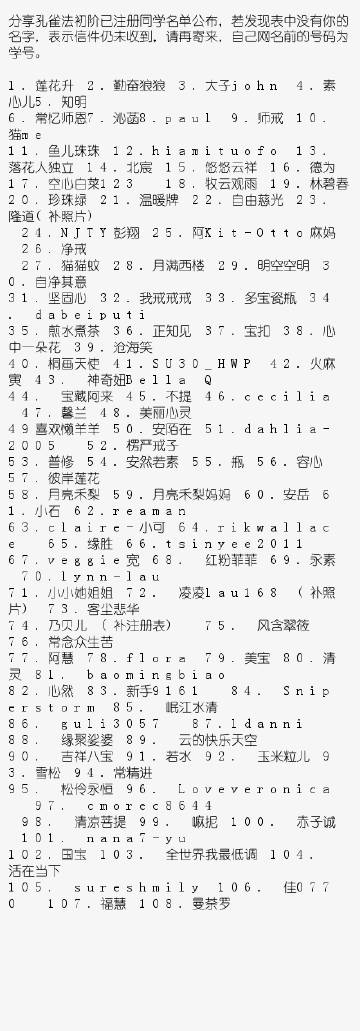 分享孔雀法初阶已注册同学名单公布，若发现表中没有你的
名字，表示信件仍未收到，请再寄来，自己网名前的号码为
学号。
1．莲花升 2．勤奋狼狼 3．大子john 4．素
心儿5．知明
6．常忆师恩7．沁菡8．paul 9．师戒 10．
猫me
11．鱼儿珠珠 12．hiamituofo 13．
落花人独立 14．北宸 15．悠悠云祥 16．德为
17．空心白菜123 18．牧云观雨 19．林碧春
20．珍珠绿 21．温暖牌 22．自由慈光 23．
隆道(补照片)
24．NJTY彭翔 25．阿Kit-Otto麻妈
26．净戒
27．猫猫蚊 28．月满西楼 29．明空空明 3
0．自净其意
31．坚固心 32．我戒戒戒 33．多宝瓷瓶 34
．dabeiputi
35．煎水煮茶 36．正知见 37．宝扣 38．心
中一朵花 39．沧海笑
40．桐画天使 41．SU30_HWP 42．火麻
寅 43． 神奇妞Bella Q
44． 宝藏阿来 45．不提 46．cecilia
47．馨兰 48．美丽心灵
49喜欢懒羊羊 50．安陌在 51．dahlia-
2005 52．楞严戒子
53．普修 54．安然若素 55．瓶 56．容心
57．彼岸莲花
58．月亮禾梨 59．月亮禾梨妈妈 60．安岳 6
1．小石 62．reaman
63．claire-小可 64．rikwallac
e 65．缘胜 66．tsinyee2011
67．veggie宽 68． 红粉菲菲 69．永素
70．lynn-lau
71．小小她姐姐 72． 凌凌lau168 （补照
片） 73．客尘悲华
74．乃贝儿（补注册表） 75． 风含翠筱
76．常念众生苦
77．阿慧 78．flora 79．美宝 80．清
灵 81． baomingbiao
82．心然 83．新手9161 84． Snip
erstorm 85． 岷江水清
86． guli3057 87．ldanni
88． 缘聚娑婆 89． 云的快乐天空
90． 吉祥八宝 91．若水 92． 玉米粒儿 9
3．雪松 94．常精进
95． 松伶永恒 96． Loveveronica
97． cmorec8644
98． 清凉菩提 99． 嘛抳 100． 赤子诚
101．nana7-yu
102．国宝 103． 全世界我最低调 104．
活在当下
105． sureshmily 106． 佳077
0 107．福慧 108．曼荼罗